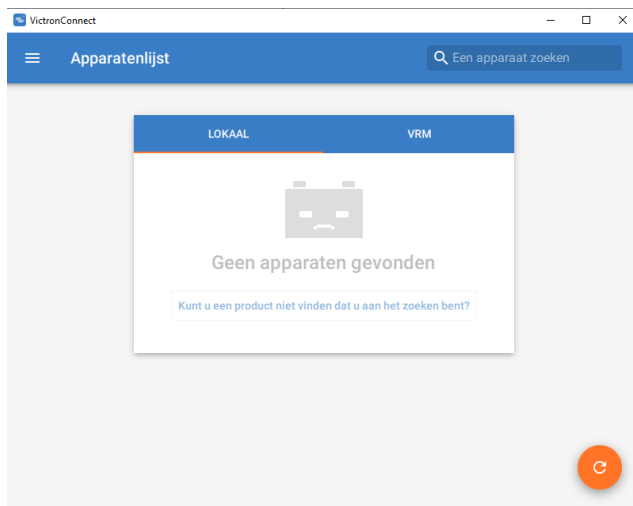 VictronConnect
Apparatenlijst
Een apparaat zoeken
LOKAAL
VRM
Geen apparaten gevonden
Kunt u een product niet vinden dat u aan het zoeken bent?